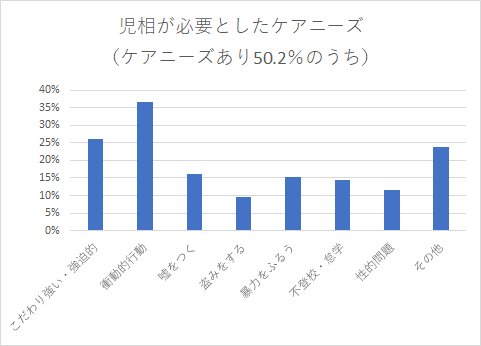 児相が必要としたケアニーズ
（ケアニーズあり50.2％のうち）
40%
35%
30%
25%
20%
15%
10%
5%
0%
こだわり強い・強迫的
衝動的行動
嘘をつく
盗みをする
暴力をふるう
不登校・怠学
性的問題
その他